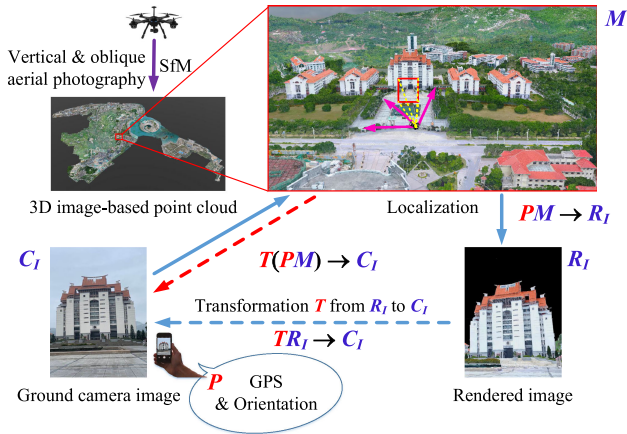 M
Vertical & oblique
aerial photography
SfM
3D image-based point cloud
Localization
PM → R_I
C_I
T(PM) → C_I
R_I
Transformation T from R_I to C_I
TR_I → C_I
P
GPS
& Orientation
Ground camera image
Rendered image